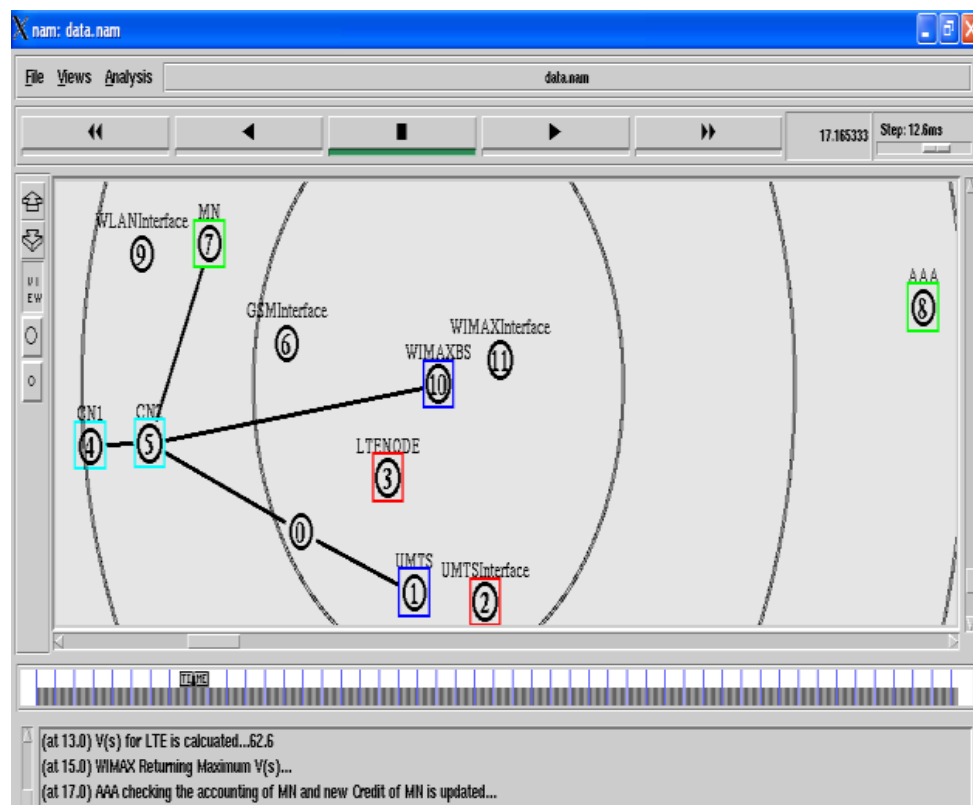 nam: data.nam
File Views Analysis data.nam
17.165333 Step: 12.6ms
VI
EW
WLANInterface
9
MN
7
AAA
8
GSMInterface
6
WIMAXInterface
11
WIMAXBS
10
CN1
4
CN2
5
LTENODE
3
0
UMTS
1
UMTSInterface
2
TIME
(at 13.0) V(s) for LTE is calcuated...62.6
(at 15.0) WIMAX Returning Maximum V(s)...
(at 17.0) AAA checking the accounting of MN and new Credit of MN is updated...